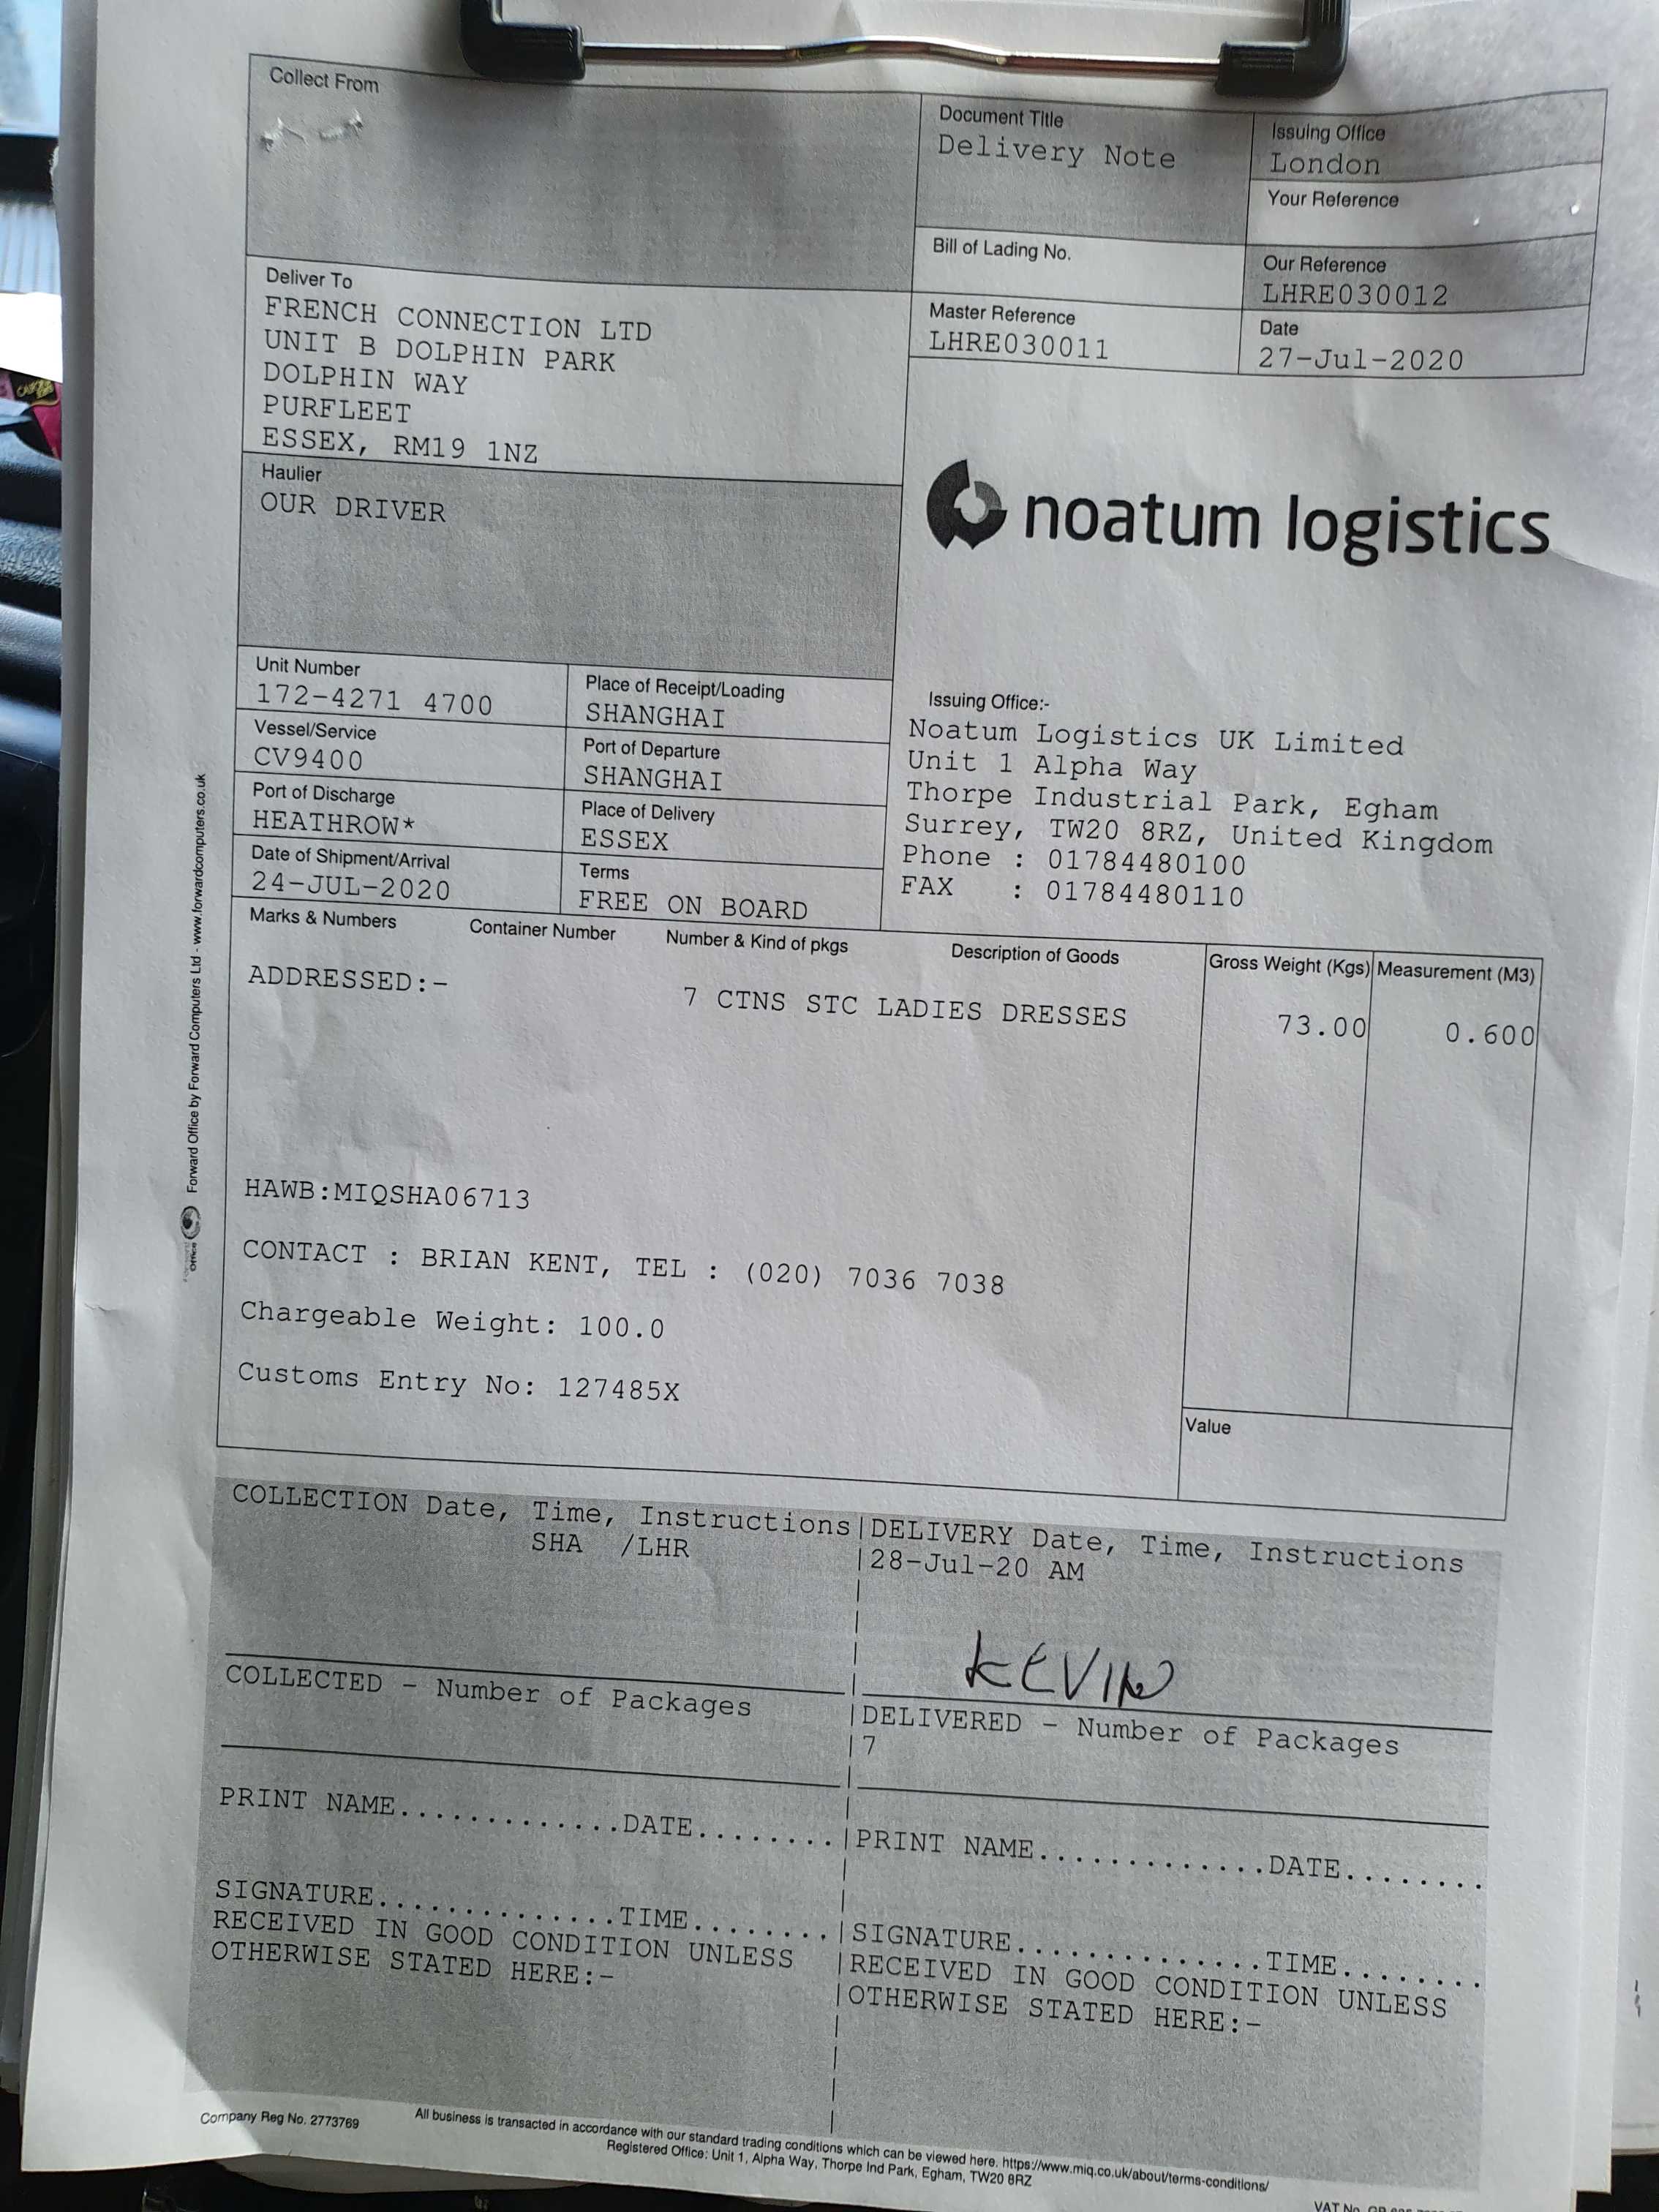 Collect From
Document Title
Delivery Note
Issuing Office
London
Your Reference
Bill of Lading No.
Our Reference
LHRE030012
Deliver To
FRENCH CONNECTION LTD
UNIT B DOLPHIN PARK
DOLPHIN WAY
PURFLEET
ESSEX, RM19 1NZ
Master Reference
LHRE030011
Date
27-Jul-2020
Haulier
OUR DRIVER
noatum logistics
Unit Number
172-4271 4700
Place of Receipt/Loading
SHANGHAI
Vessel/Service
CV9400
Port of Departure
SHANGHAI
Port of Discharge
HEATHROW*
Place of Delivery
ESSEX
Date of Shipment/Arrival
24-JUL-2020
Terms
FREE ON BOARD
Issuing Office:-
Noatum Logistics UK Limited
Unit 1 Alpha Way
Thorpe Industrial Park, Egham
Surrey, TW20 8RZ, United Kingdom
Phone : 01784480100
FAX : 01784480110
Marks & Numbers Container Number Number & Kind of pkgs Description of Goods Gross Weight (Kgs) Measurement (M3)
ADDRESSED:- 7 CTNS STC LADIES DRESSES 73.00 0.600
HAWB:MIQSHA06713
CONTACT : BRIAN KENT, TEL : (020) 7036 7038
Chargeable Weight: 100.0
Customs Entry No: 127485X
Value
COLLECTION Date, Time, Instructions
SHA /LHR
COLLECTED - Number of Packages
PRINT NAME............DATE........
SIGNATURE.............TIME........
RECEIVED IN GOOD CONDITION UNLESS
OTHERWISE STATED HERE:-
DELIVERY Date, Time, Instructions
28-Jul-20 AM
KEVIN
DELIVERED - Number of Packages
7
PRINT NAME.............DATE........
SIGNATURE..............TIME........
RECEIVED IN GOOD CONDITION UNLESS
OTHERWISE STATED HERE:-
Company Reg No. 2773769
All business is transacted in accordance with our standard trading conditions which can be viewed here. https://www.miq.co.uk/about/terms-conditions/
Registered Office: Unit 1, Alpha Way, Thorpe Ind Park, Egham, TW20 8RZ
VAT No.
Forward Office by Forward Computers Ltd - www.forwardcomputers.co.uk
Office